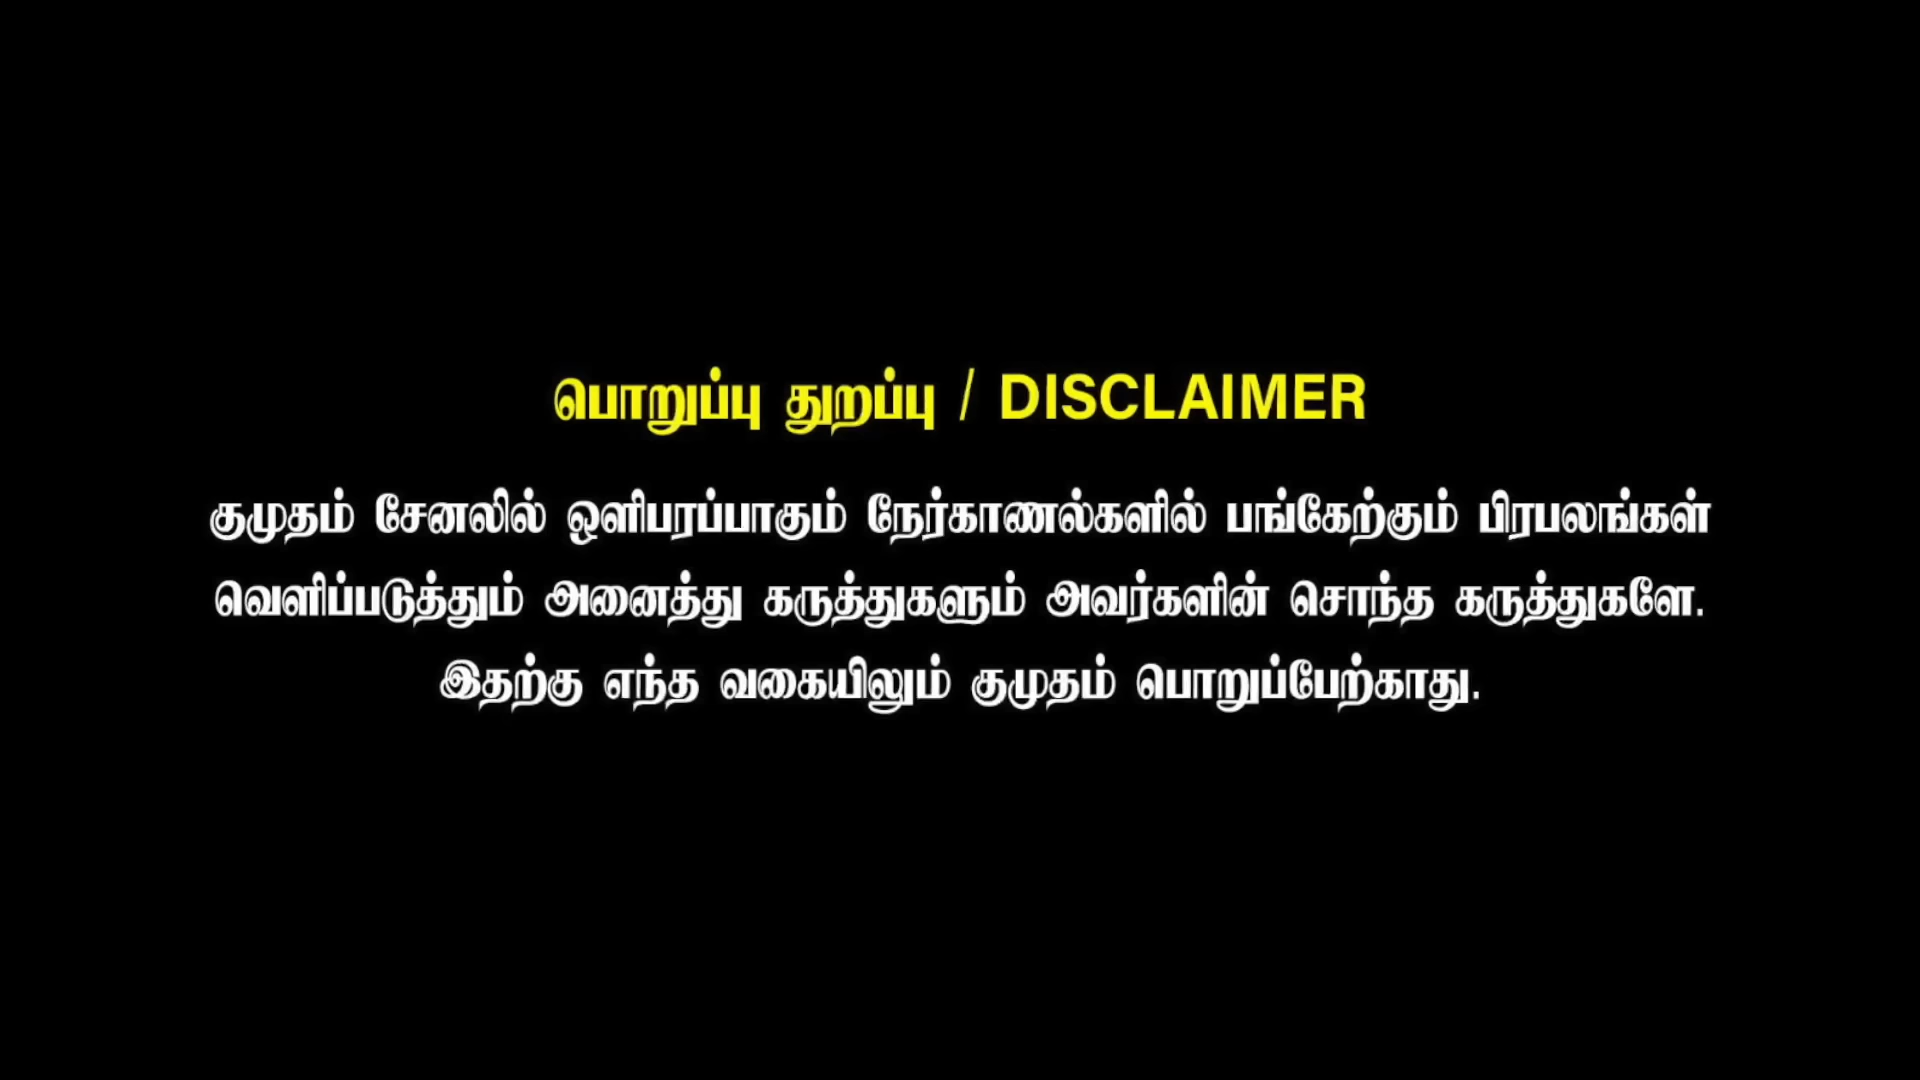 பொறுப்பு துறப்பு / DISCLAIMER
குமுதம் சேனலில் ஒளிபரப்பாகும் நேர்காணல்களில் பங்கேற்கும் பிரபலங்கள்
வெளிப்படுத்தும் அனைத்து கருத்துகளும் அவர்களின் சொந்த கருத்துகளே.
இதற்கு எந்த வகையிலும் குமுதம் பொறுப்பேற்காது.